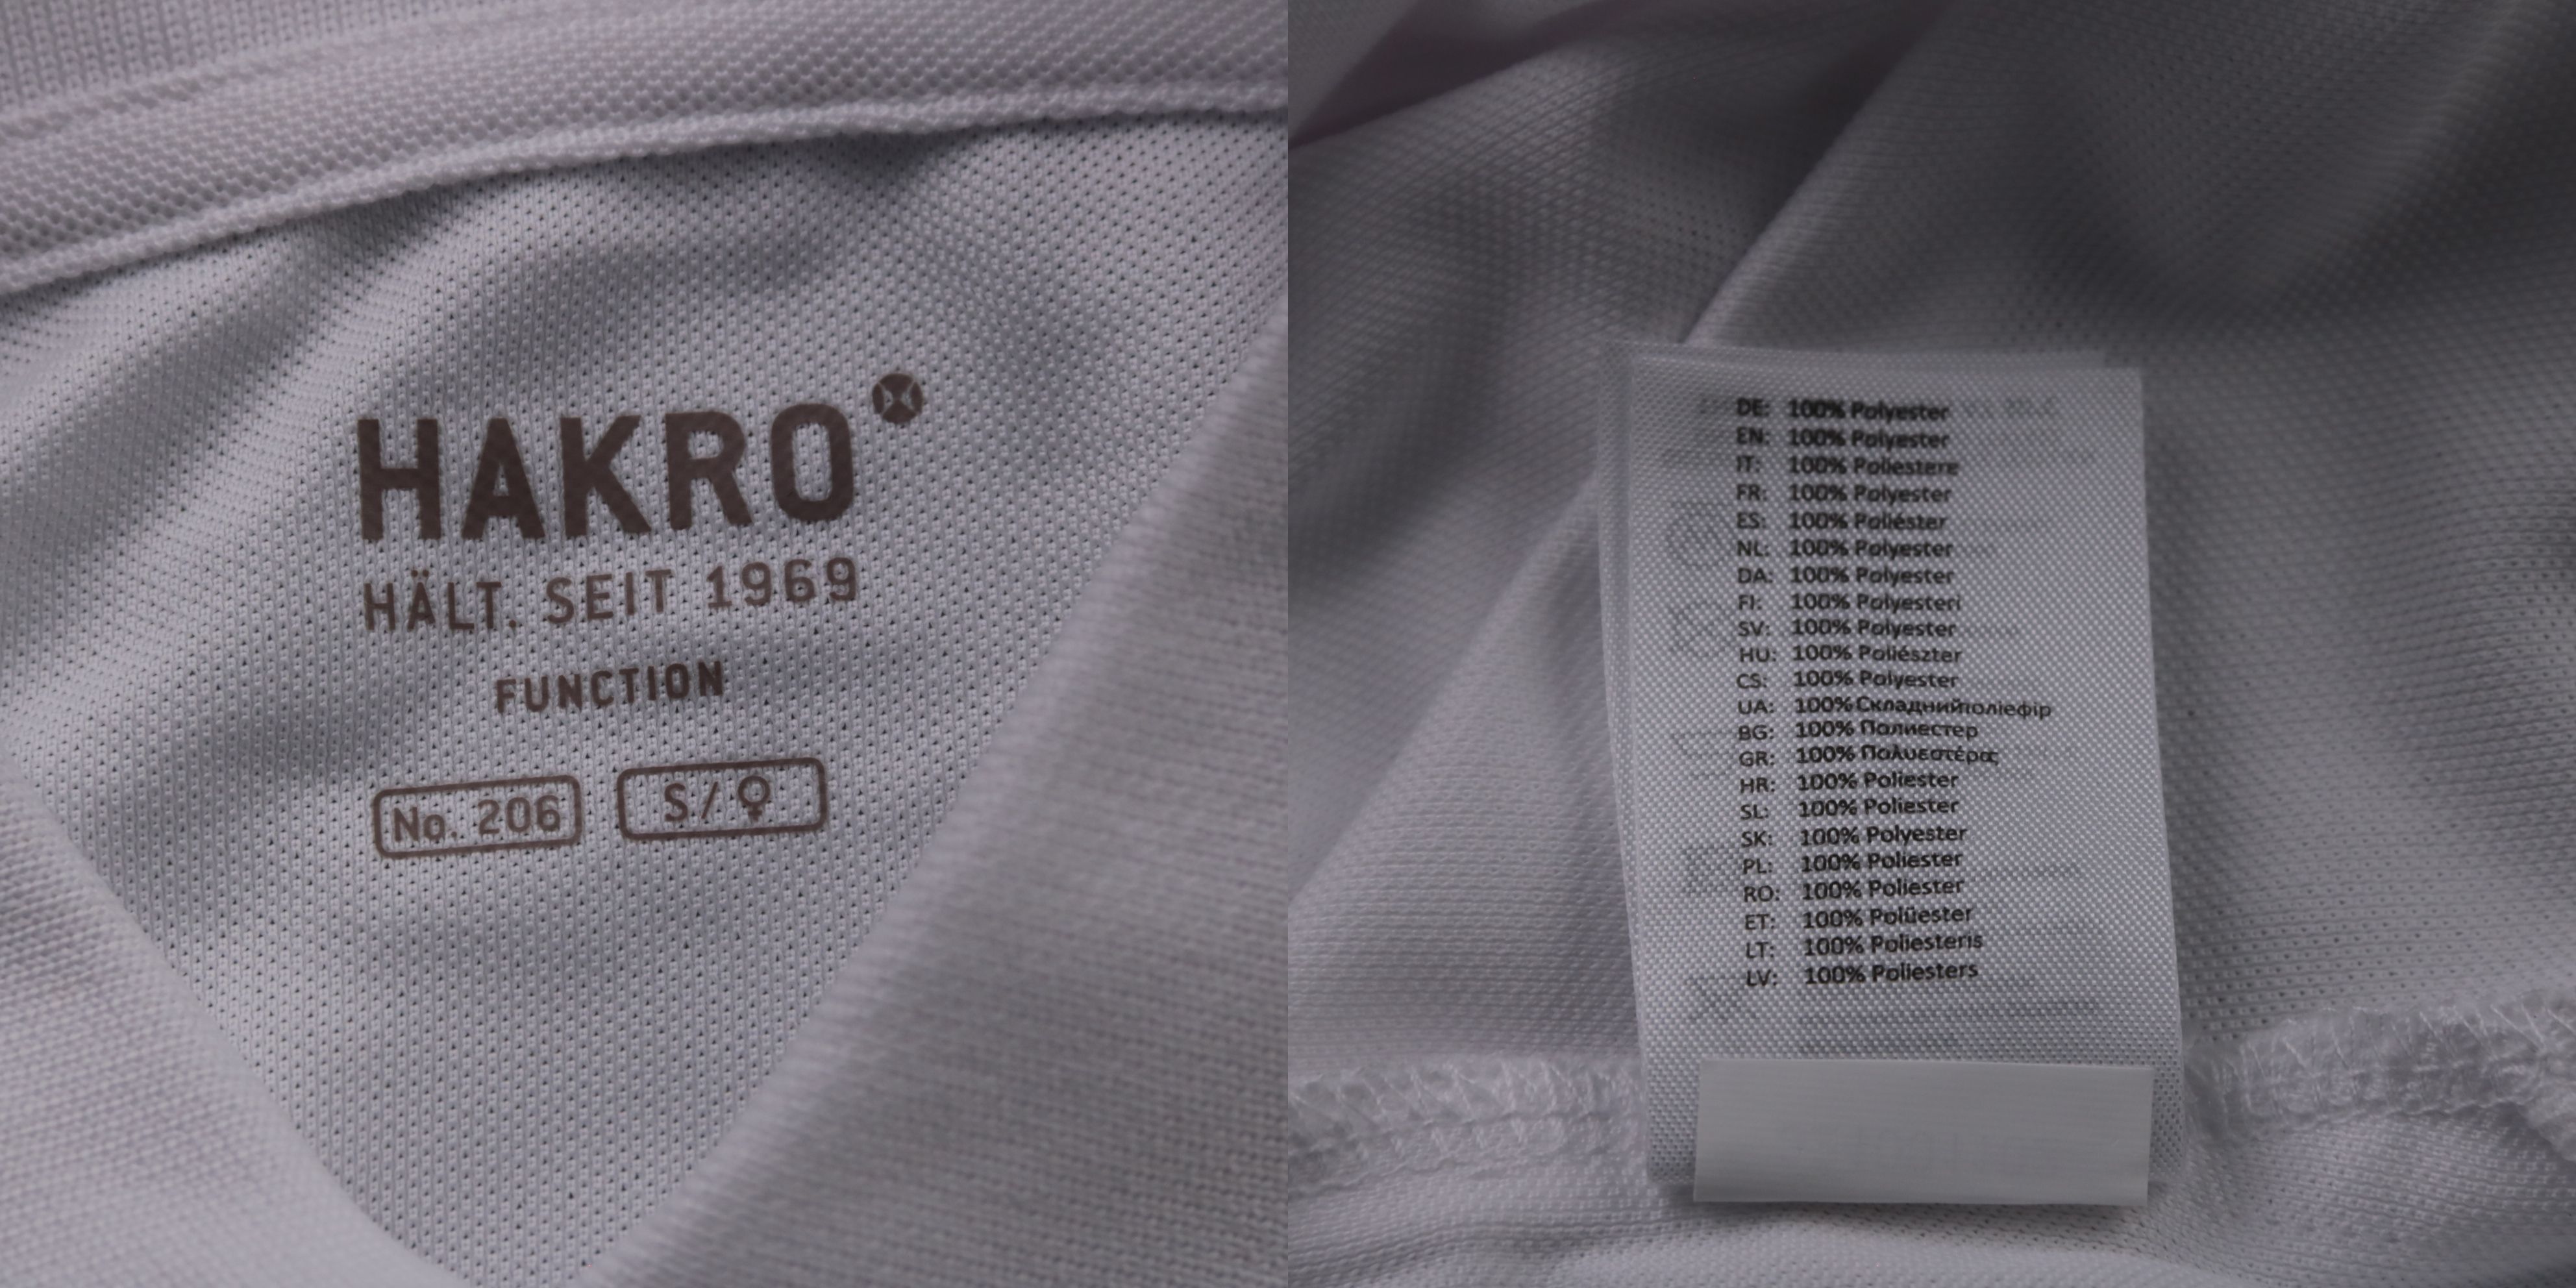 HAKRO
HÄLT. SEIT 1969
FUNCTION
No. 206
S/♀
DE: 100% Polyester
EN: 100% Polyester
IT: 100% Poliestere
FR: 100% Polyester
ES: 100% Poliéster
NL: 100% Polyester
DA: 100% Polyester
FI: 100% Polyesteri
SV: 100% Polyester
HU: 100% Poliészter
CS: 100% Polyester
UA: 100% Складнийполіефір
BG: 100% Полиестер
GR: 100% Πολυεστέρας
HR: 100% Poliester
SL: 100% Poliester
SK: 100% Polyester
PL: 100% Poliester
RO: 100% Poliester
ET: 100% Polüester
LT: 100% Poliesteris
LV: 100% Poliesters